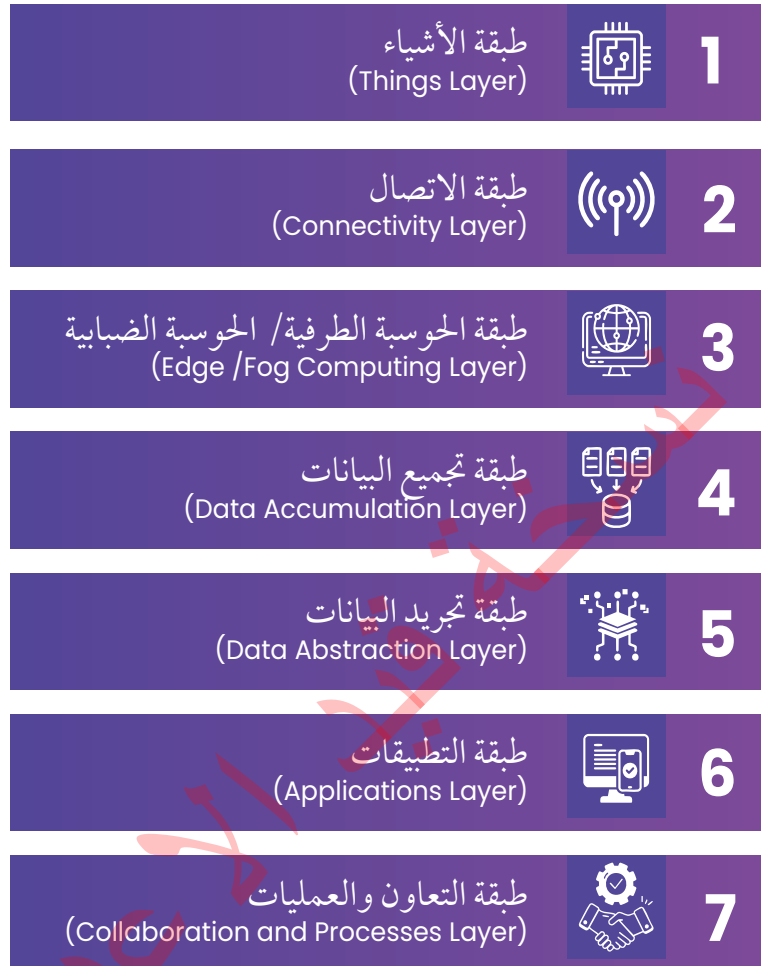 1
طبقة الأشياء
(Things Layer)
2
طبقة الاتصال
(Connectivity Layer)
3
طبقة الحوسبة الطرفية/ الحوسبة الضبابية
(Edge /Fog Computing Layer)
4
طبقة تجميع البيانات
(Data Accumulation Layer)
5
طبقة تجريد البيانات
(Data Abstraction Layer)
6
طبقة التطبيقات
(Applications Layer)
7
طبقة التعاون والعمليات
(Collaboration and Processes Layer)
نسخة قيد